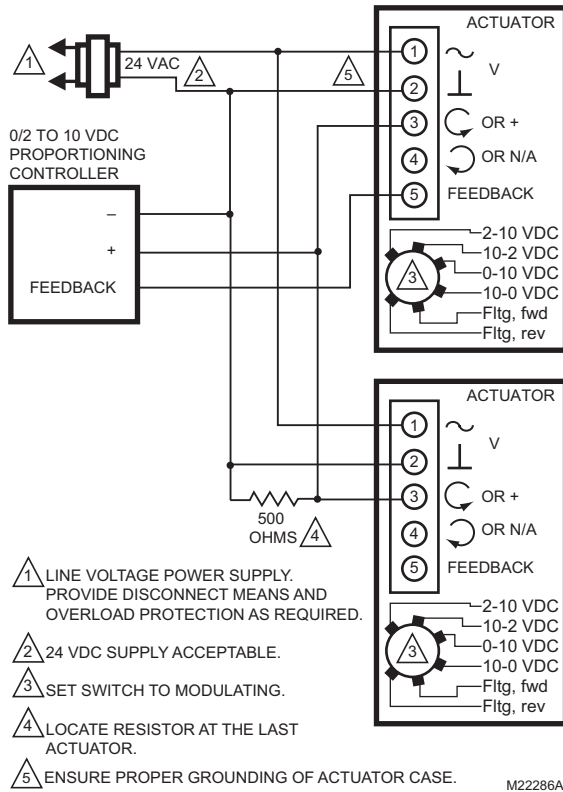 ACTUATOR
1
24 VAC
2
5
1
V
2
3
OR +
4
OR N/A
5
FEEDBACK
0/2 TO 10 VDC
PROPORTIONING
CONTROLLER
–
+
FEEDBACK
3
2-10 VDC
10-2 VDC
0-10 VDC
10-0 VDC
Fltg, fwd
Fltg, rev
ACTUATOR
1
V
2
3
OR +
4
OR N/A
5
FEEDBACK
500
OHMS
4
3
2-10 VDC
10-2 VDC
0-10 VDC
10-0 VDC
Fltg, fwd
Fltg, rev
1 LINE VOLTAGE POWER SUPPLY.
PROVIDE DISCONNECT MEANS AND
OVERLOAD PROTECTION AS REQUIRED.
2 24 VDC SUPPLY ACCEPTABLE.
3 SET SWITCH TO MODULATING.
4 LOCATE RESISTOR AT THE LAST
ACTUATOR.
5 ENSURE PROPER GROUNDING OF ACTUATOR CASE.
M22286A